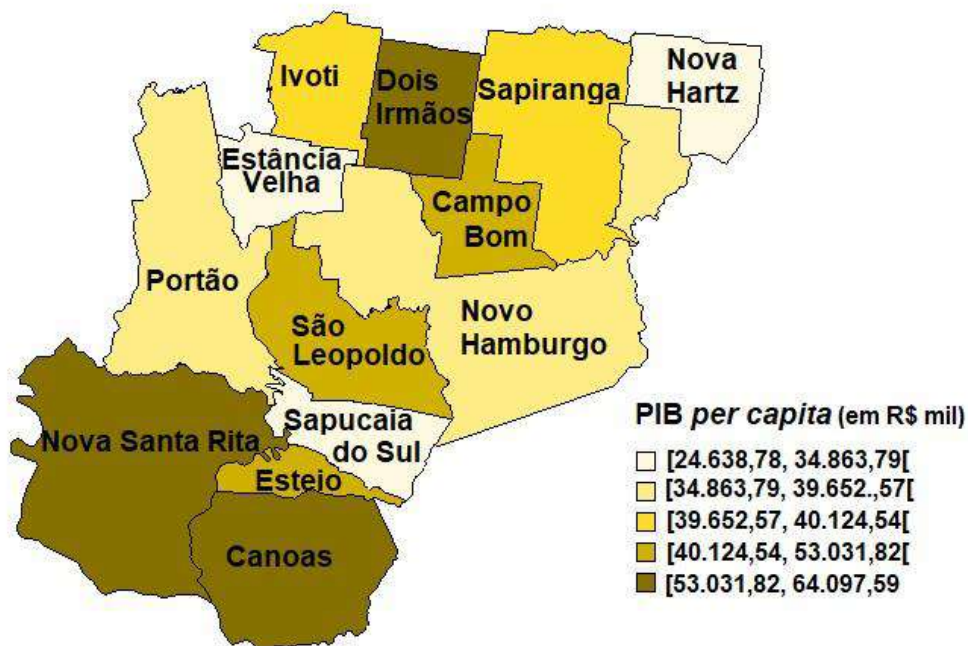 Ivoti
Dois
Irmãos
Sapiranga
Nova
Hartz
Estância
Velha
Campo
Bom
Portão
São
Leopoldo
Novo
Hamburgo
Nova Santa Rita
Sapucaia
do Sul
Esteio
Canoas
PIB per capita (em R$ mil)
[24.638,78, 34.863,79[
[34.863,79, 39.652.,57[
[39.652,57, 40.124,54[
[40.124,54, 53.031,82[
[53.031,82, 64.097,59